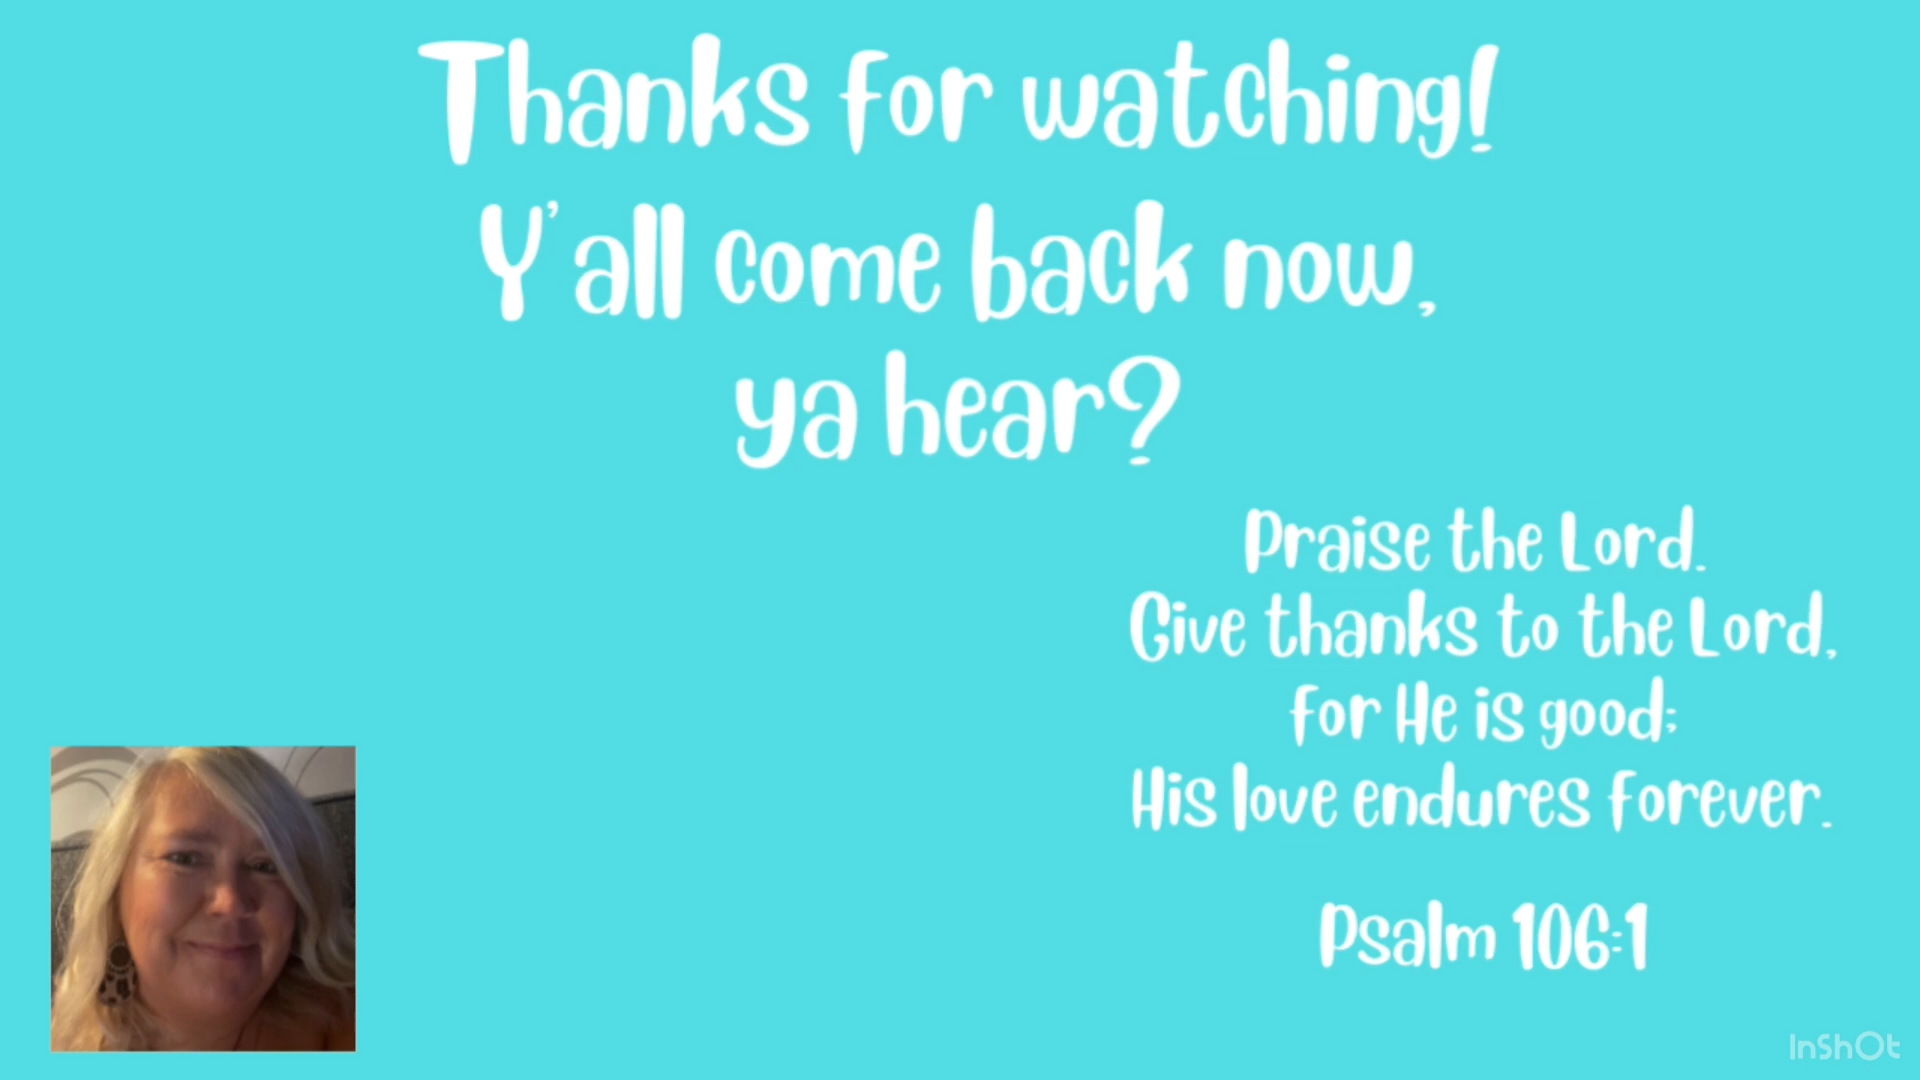 Thanks for watching!
Y'all come back now,
ya hear?
Praise the Lord.
Give thanks to the Lord,
for He is good;
His love endures forever.
Psalm 106:1
InShOt